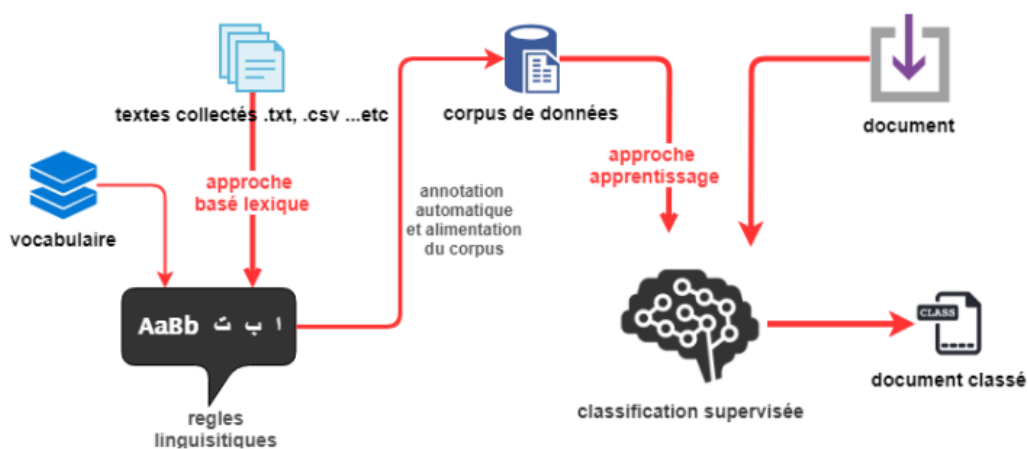 textes collectés .txt, .csv ...etc
corpus de données
document
approche
basé lexique
approche
apprentissage
annotation
automatique
et alimentation
du corpus
vocabulaire
AaBb ا ب ت
regles
linguisitiques
CLASS
classification supervisée
document classé